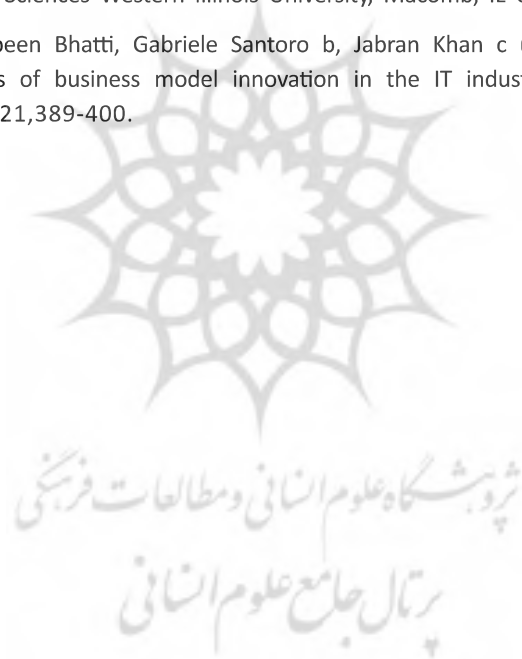 Sciences Western Illinois University, Macomb, IL
een Bhatti, Gabriele Santoro b, Jabran Khan c
s of business model innovation in the IT indust
21,389-400.
پژوهشگاه علوم انسانی و مطالعات فرهنگی
پرتال جامع علوم انسانی